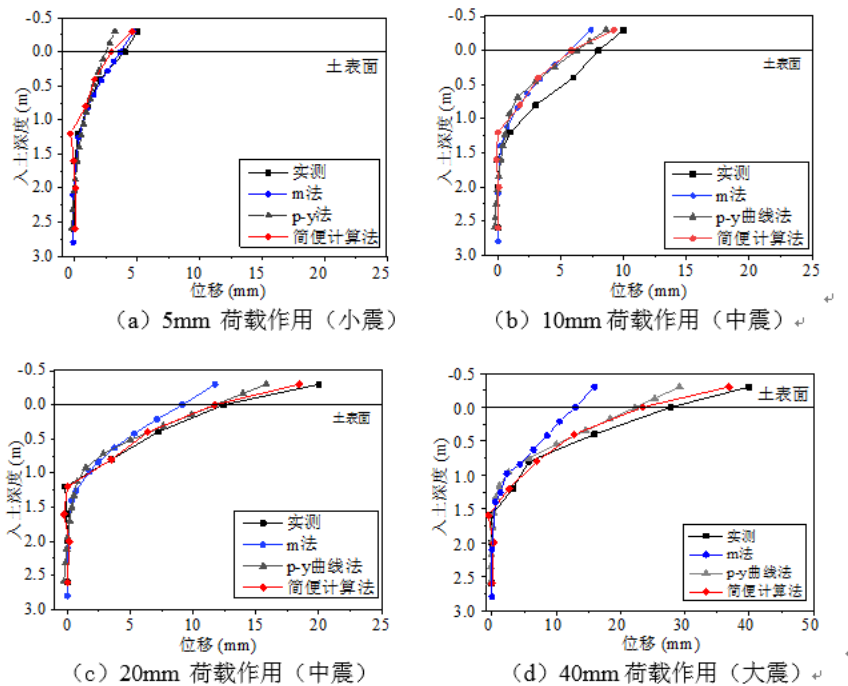 -0.5
0.0
0.5
1.0
1.5
2.0
2.5
3.0
入土深度 (m)
土表面
实测
m法
p-y法
简便计算法
0 5 10 15 20 25
位移 (mm)
(a) 5mm 荷载作用（小震）
-0.5
0.0
0.5
1.0
1.5
2.0
2.5
3.0
入土深度 (m)
土表面
实测
m法
p-y曲线法
简便计算法
0 5 10 15 20 25
位移 (mm)
(b) 10mm 荷载作用（中震）
-0.5
0.0
0.5
1.0
1.5
2.0
2.5
3.0
入土深度 (m)
土表面
实测
m法
p-y曲线法
简便计算法
0 5 10 15 20 25
位移 (mm)
(c) 20mm 荷载作用（中震）
-0.5
0.0
0.5
1.0
1.5
2.0
2.5
3.0
入土深度 (m)
土表面
实测
m法
p-y曲线法
简便计算法
0 10 20 30 40 50
位移 (mm)
(d) 40mm 荷载作用（大震）